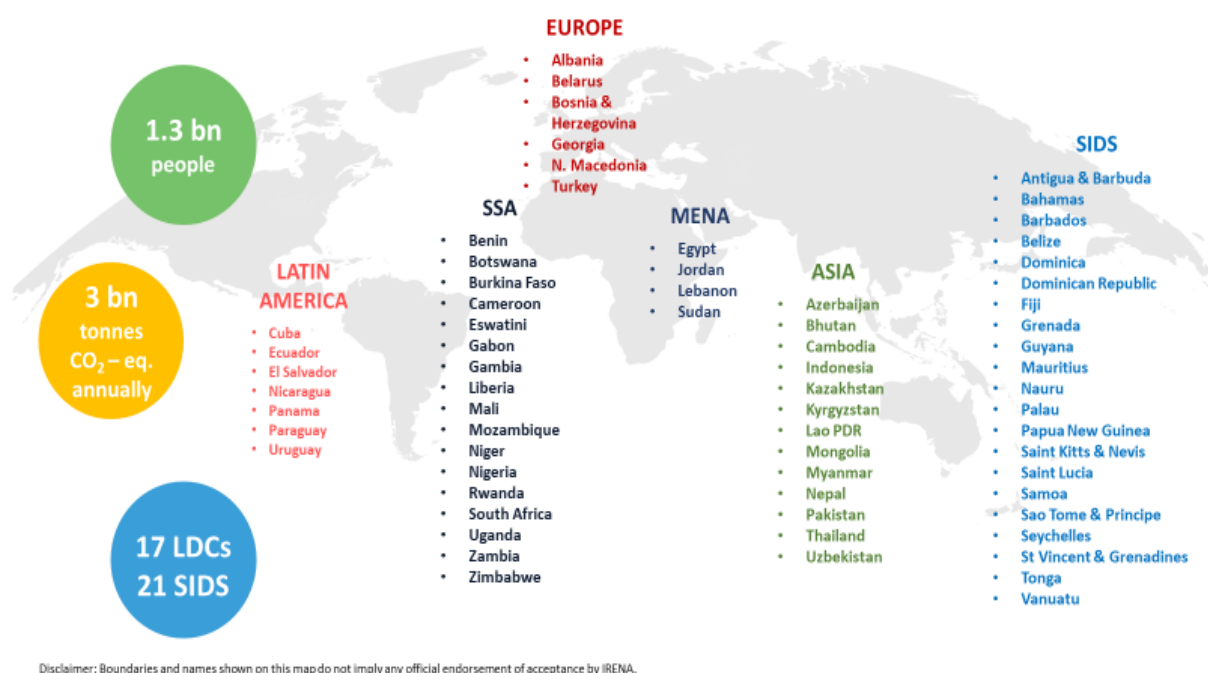 EUROPE
• Albania
• Belarus
• Bosnia &
Herzegovina
• Georgia
• N. Macedonia
• Turkey
1.3 bn
people
3 bn
tonnes
CO₂ – eq.
annually
17 LDCs
21 SIDS
LATIN
AMERICA
• Cuba
• Ecuador
• El Salvador
• Nicaragua
• Panama
• Paraguay
• Uruguay
SSA
• Benin
• Botswana
• Burkina Faso
• Cameroon
• Eswatini
• Gabon
• Gambia
• Liberia
• Mali
• Mozambique
• Niger
• Nigeria
• Rwanda
• South Africa
• Uganda
• Zambia
• Zimbabwe
MENA
• Egypt
• Jordan
• Lebanon
• Sudan
ASIA
• Azerbaijan
• Bhutan
• Cambodia
• Indonesia
• Kazakhstan
• Kyrgyzstan
• Lao PDR
• Mongolia
• Myanmar
• Nepal
• Pakistan
• Thailand
• Uzbekistan
SIDS
• Antigua & Barbuda
• Bahamas
• Barbados
• Belize
• Dominica
• Dominican Republic
• Fiji
• Grenada
• Guyana
• Mauritius
• Nauru
• Palau
• Papua New Guinea
• Saint Kitts & Nevis
• Saint Lucia
• Samoa
• Sao Tome & Principe
• Seychelles
• St Vincent & Grenadines
• Tonga
• Vanuatu
Disclaimer: Boundaries and names shown on this map do not imply any official endorsement of acceptance by IRENA.